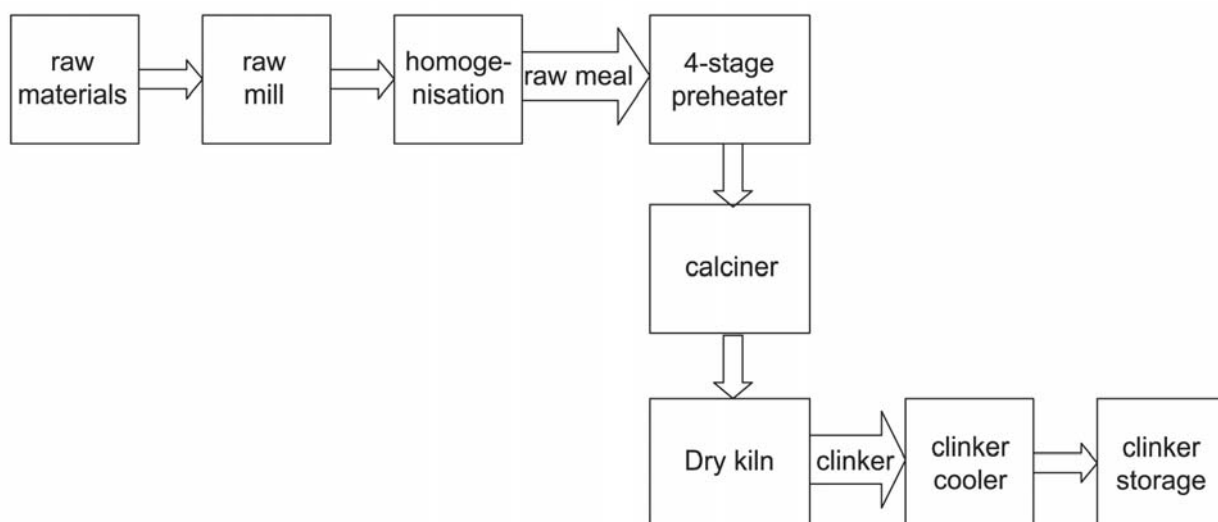 raw
materials
raw
mill
homoge-
nisation
raw meal
4-stage
preheater
calciner
Dry kiln
clinker
clinker
cooler
clinker
storage